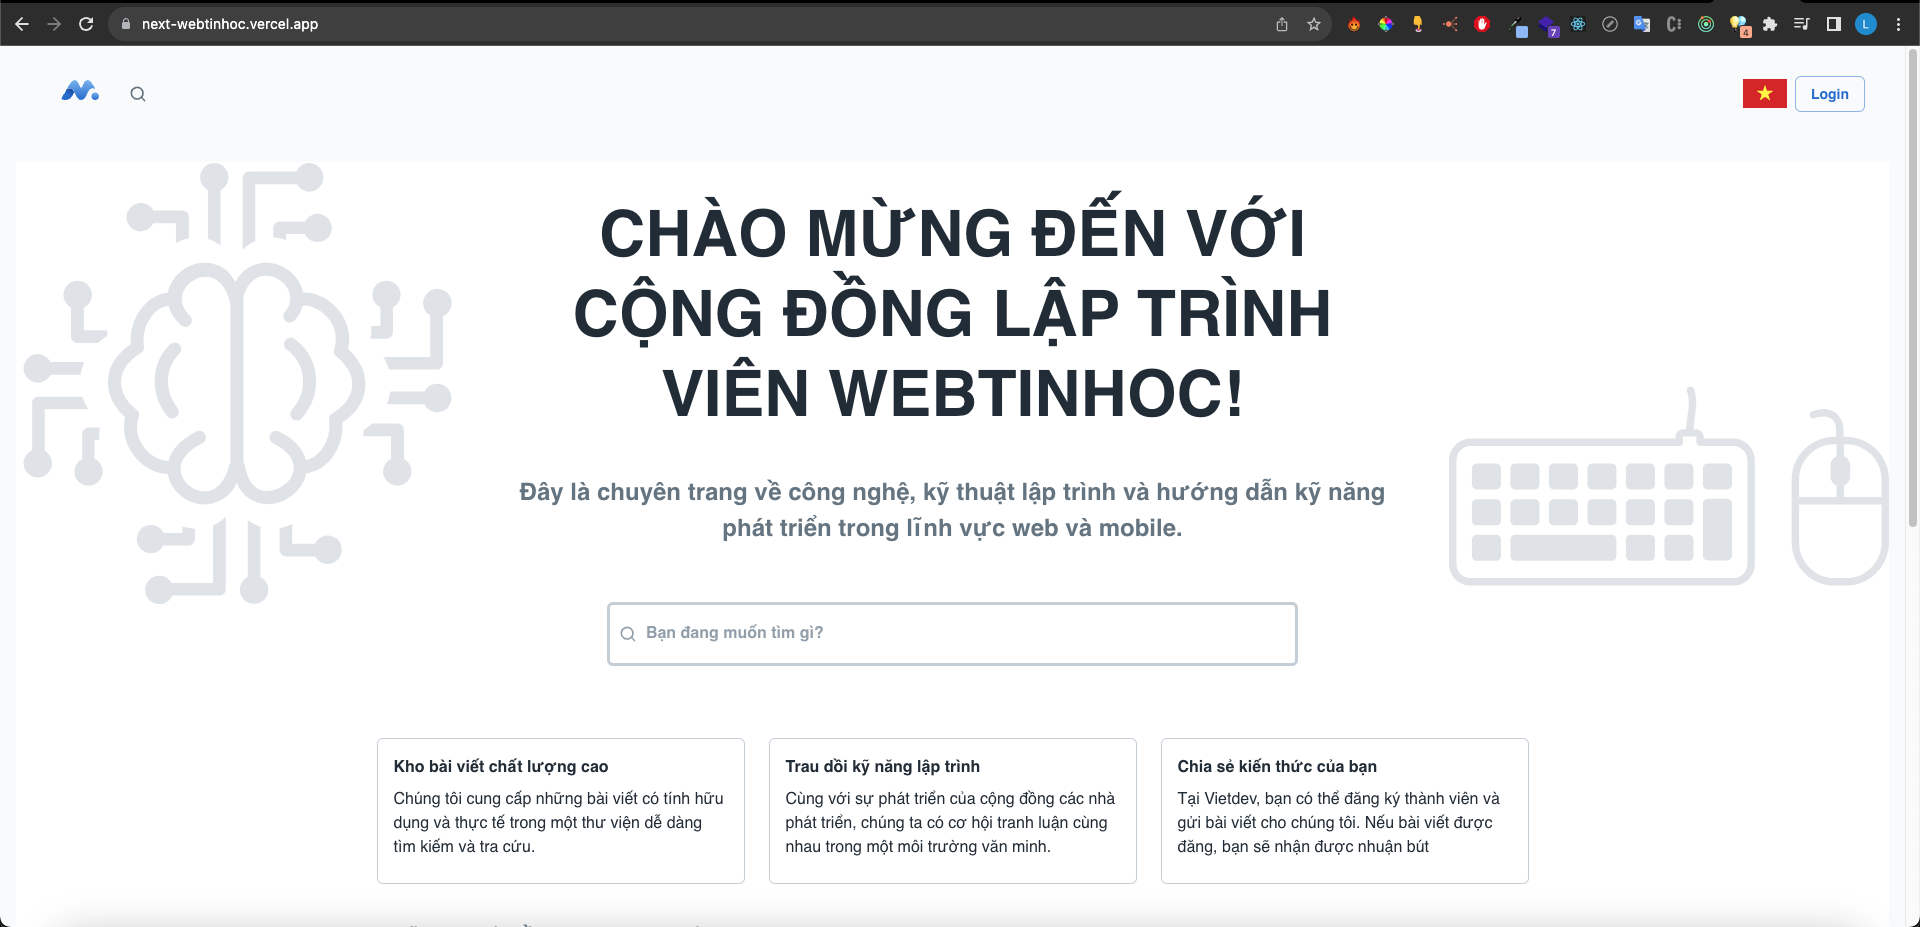 next-webtinhoc.vercel.app
7
4
L
Login
CHÀO MỪNG ĐẾN VỚI
CỘNG ĐỒNG LẬP TRÌNH
VIÊN WEBTINHOC!
Đây là chuyên trang về công nghệ, kỹ thuật lập trình và hướng dẫn kỹ năng
phát triển trong lĩnh vực web và mobile.
Bạn đang muốn tìm gì?
Kho bài viết chất lượng cao
Chúng tôi cung cấp những bài viết có tính hữu
dụng và thực tế trong một thư viện dễ dàng
tìm kiếm và tra cứu.
Trau dồi kỹ năng lập trình
Cùng với sự phát triển của cộng đồng các nhà
phát triển, chúng ta có cơ hội tranh luận cùng
nhau trong một môi trường văn minh.
Chia sẻ kiến thức của bạn
Tại Vietdev, bạn có thể đăng ký thành viên và
gửi bài viết cho chúng tôi. Nếu bài viết được
đăng, bạn sẽ nhận được nhuận bút